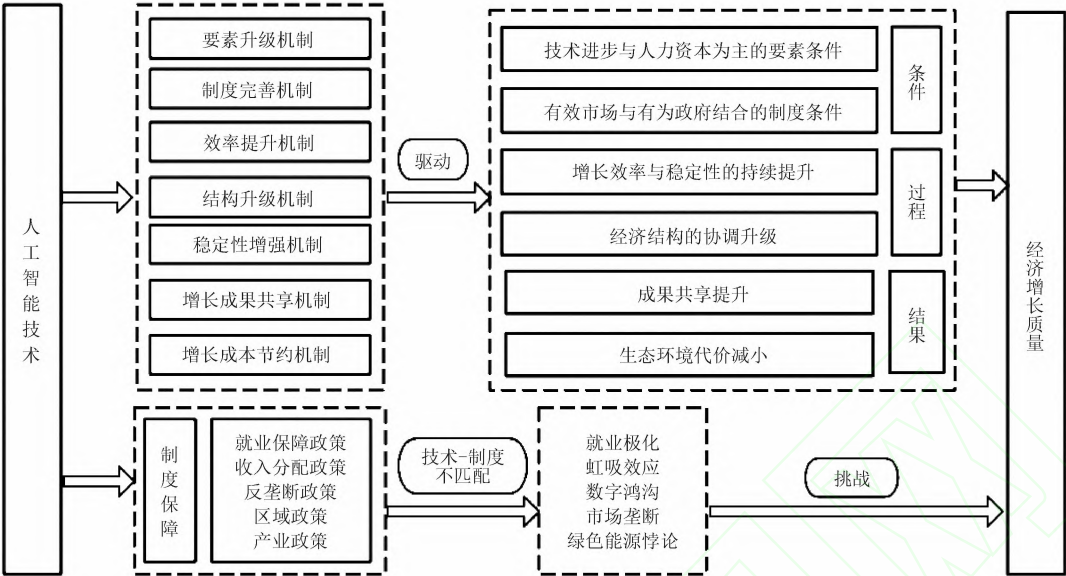 人工智能技术
要素升级机制
制度完善机制
效率提升机制
结构升级机制
稳定性增强机制
增长成果共享机制
增长成本节约机制
驱动
技术进步与人力资本为主的要素条件
有效市场与有为政府结合的制度条件
条件
增长效率与稳定性的持续提升
经济结构的协调升级
过程
成果共享提升
生态环境代价减小
结果
经济增长质量
制度保障
就业保障政策
收入分配政策
反垄断政策
区域政策
产业政策
技术-制度
不匹配
就业极化
虹吸效应
数字鸿沟
市场垄断
绿色能源悖论
挑战